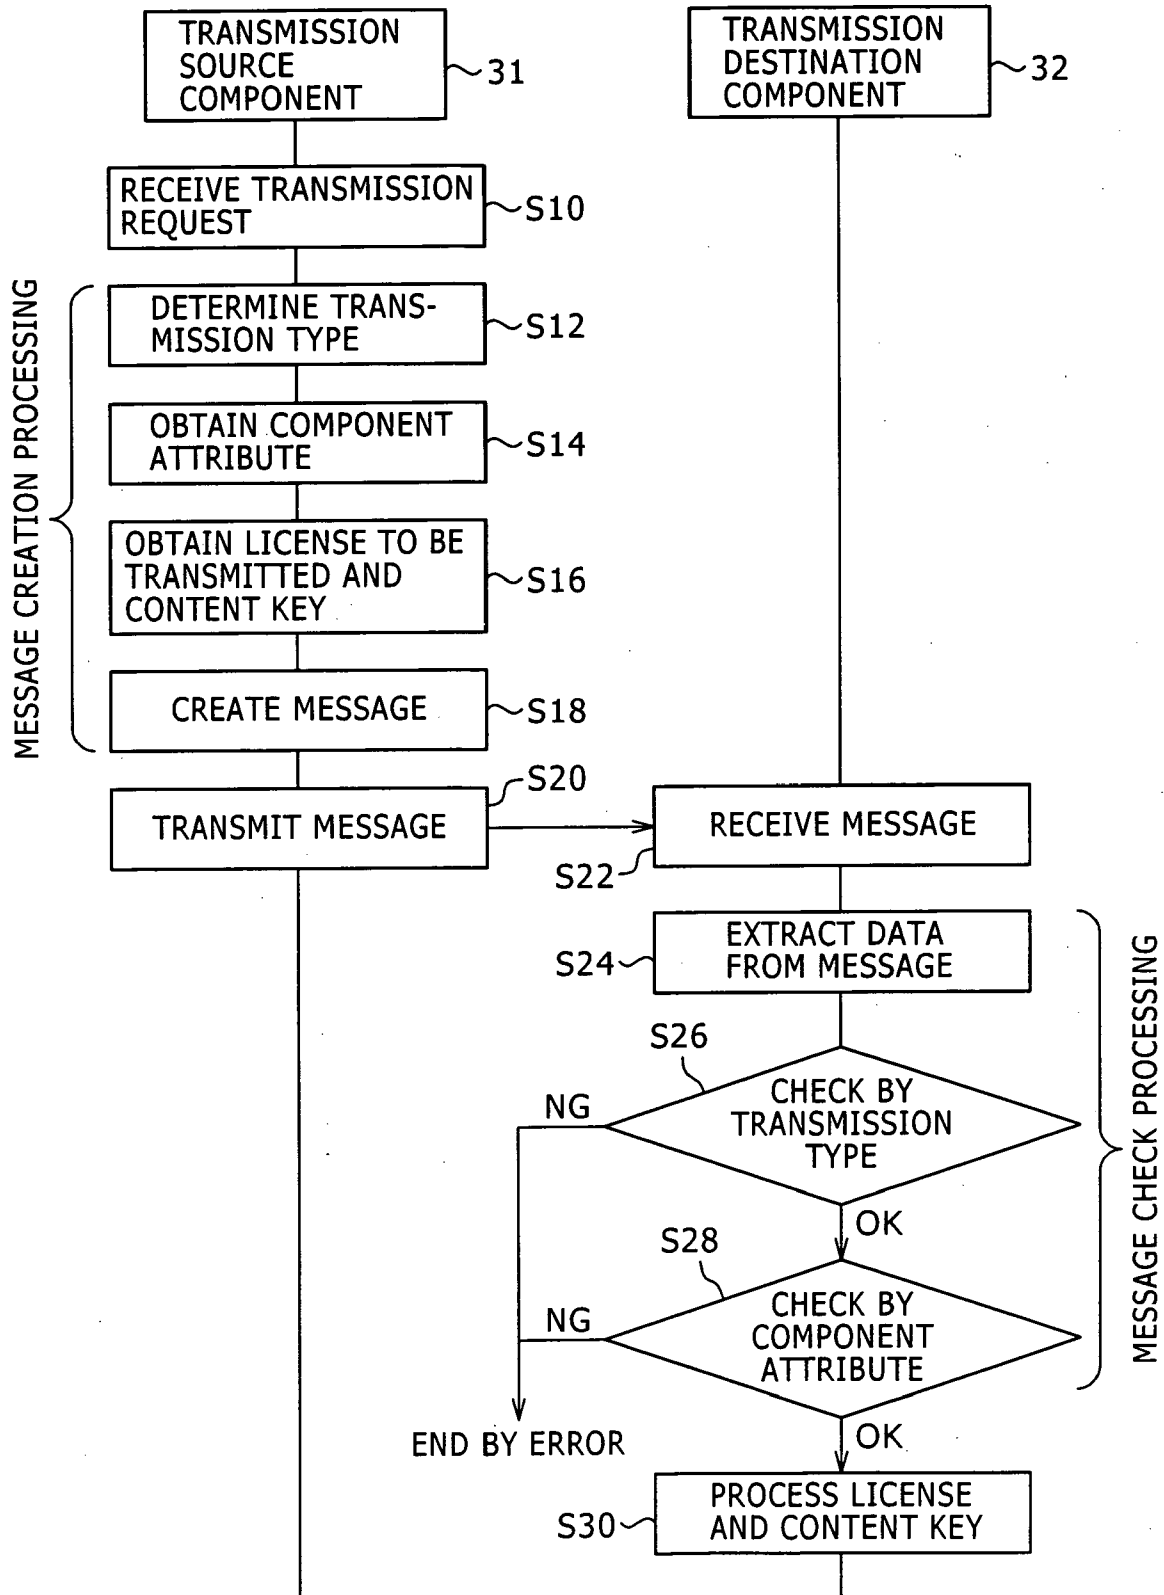 TRANSMISSION
SOURCE
COMPONENT
31
TRANSMISSION
DESTINATION
COMPONENT
32
RECEIVE TRANSMISSION
REQUEST
S10
MESSAGE CREATION PROCESSING
DETERMINE TRANS-
MISSION TYPE
S12
OBTAIN COMPONENT
ATTRIBUTE
S14
OBTAIN LICENSE TO BE
TRANSMITTED AND
CONTENT KEY
S16
CREATE MESSAGE
S18
TRANSMIT MESSAGE
S20
RECEIVE MESSAGE
S22
EXTRACT DATA
FROM MESSAGE
S24
MESSAGE CHECK PROCESSING
S26
CHECK BY
TRANSMISSION
TYPE
NG
OK
S28
CHECK BY
COMPONENT
ATTRIBUTE
NG
END BY ERROR
OK
PROCESS LICENSE
AND CONTENT KEY
S30